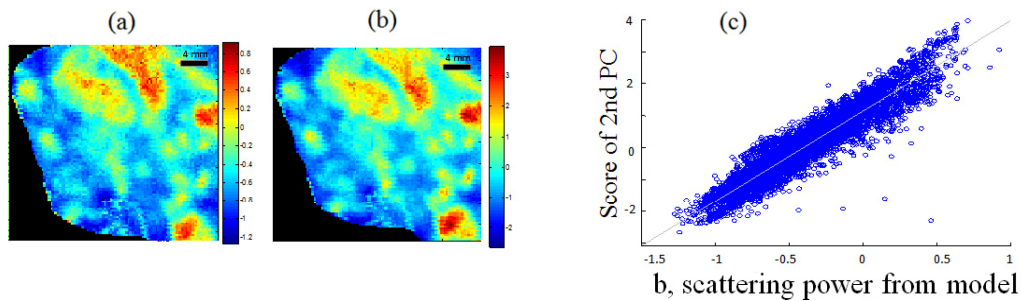 (a)
(b)
(c)
4 mm
0.8
0.6
0.4
0.2
0
-0.2
-0.4
-0.6
-0.8
-1
-1.2
4 mm
3
2
1
0
-1
-2
Score of 2nd PC
4
2
0
-2
-1.5 -1 -0.5 0 0.5 1
b, scattering power from model